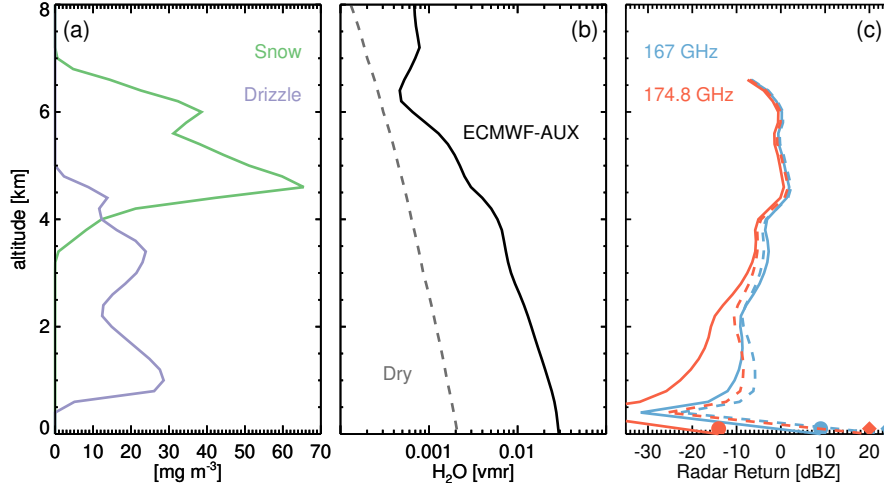 (a)
(b)
(c)
Snow
Drizzle
ECMWF-AUX
Dry
167 GHz
174.8 GHz
altitude [km]
8
6
4
2
0
0 10 20 30 40 50 60 70
[mg m⁻³]
0.001 0.01
H₂O [vmr]
-30 -20 -10 0 10 20
Radar Return [dBZ]